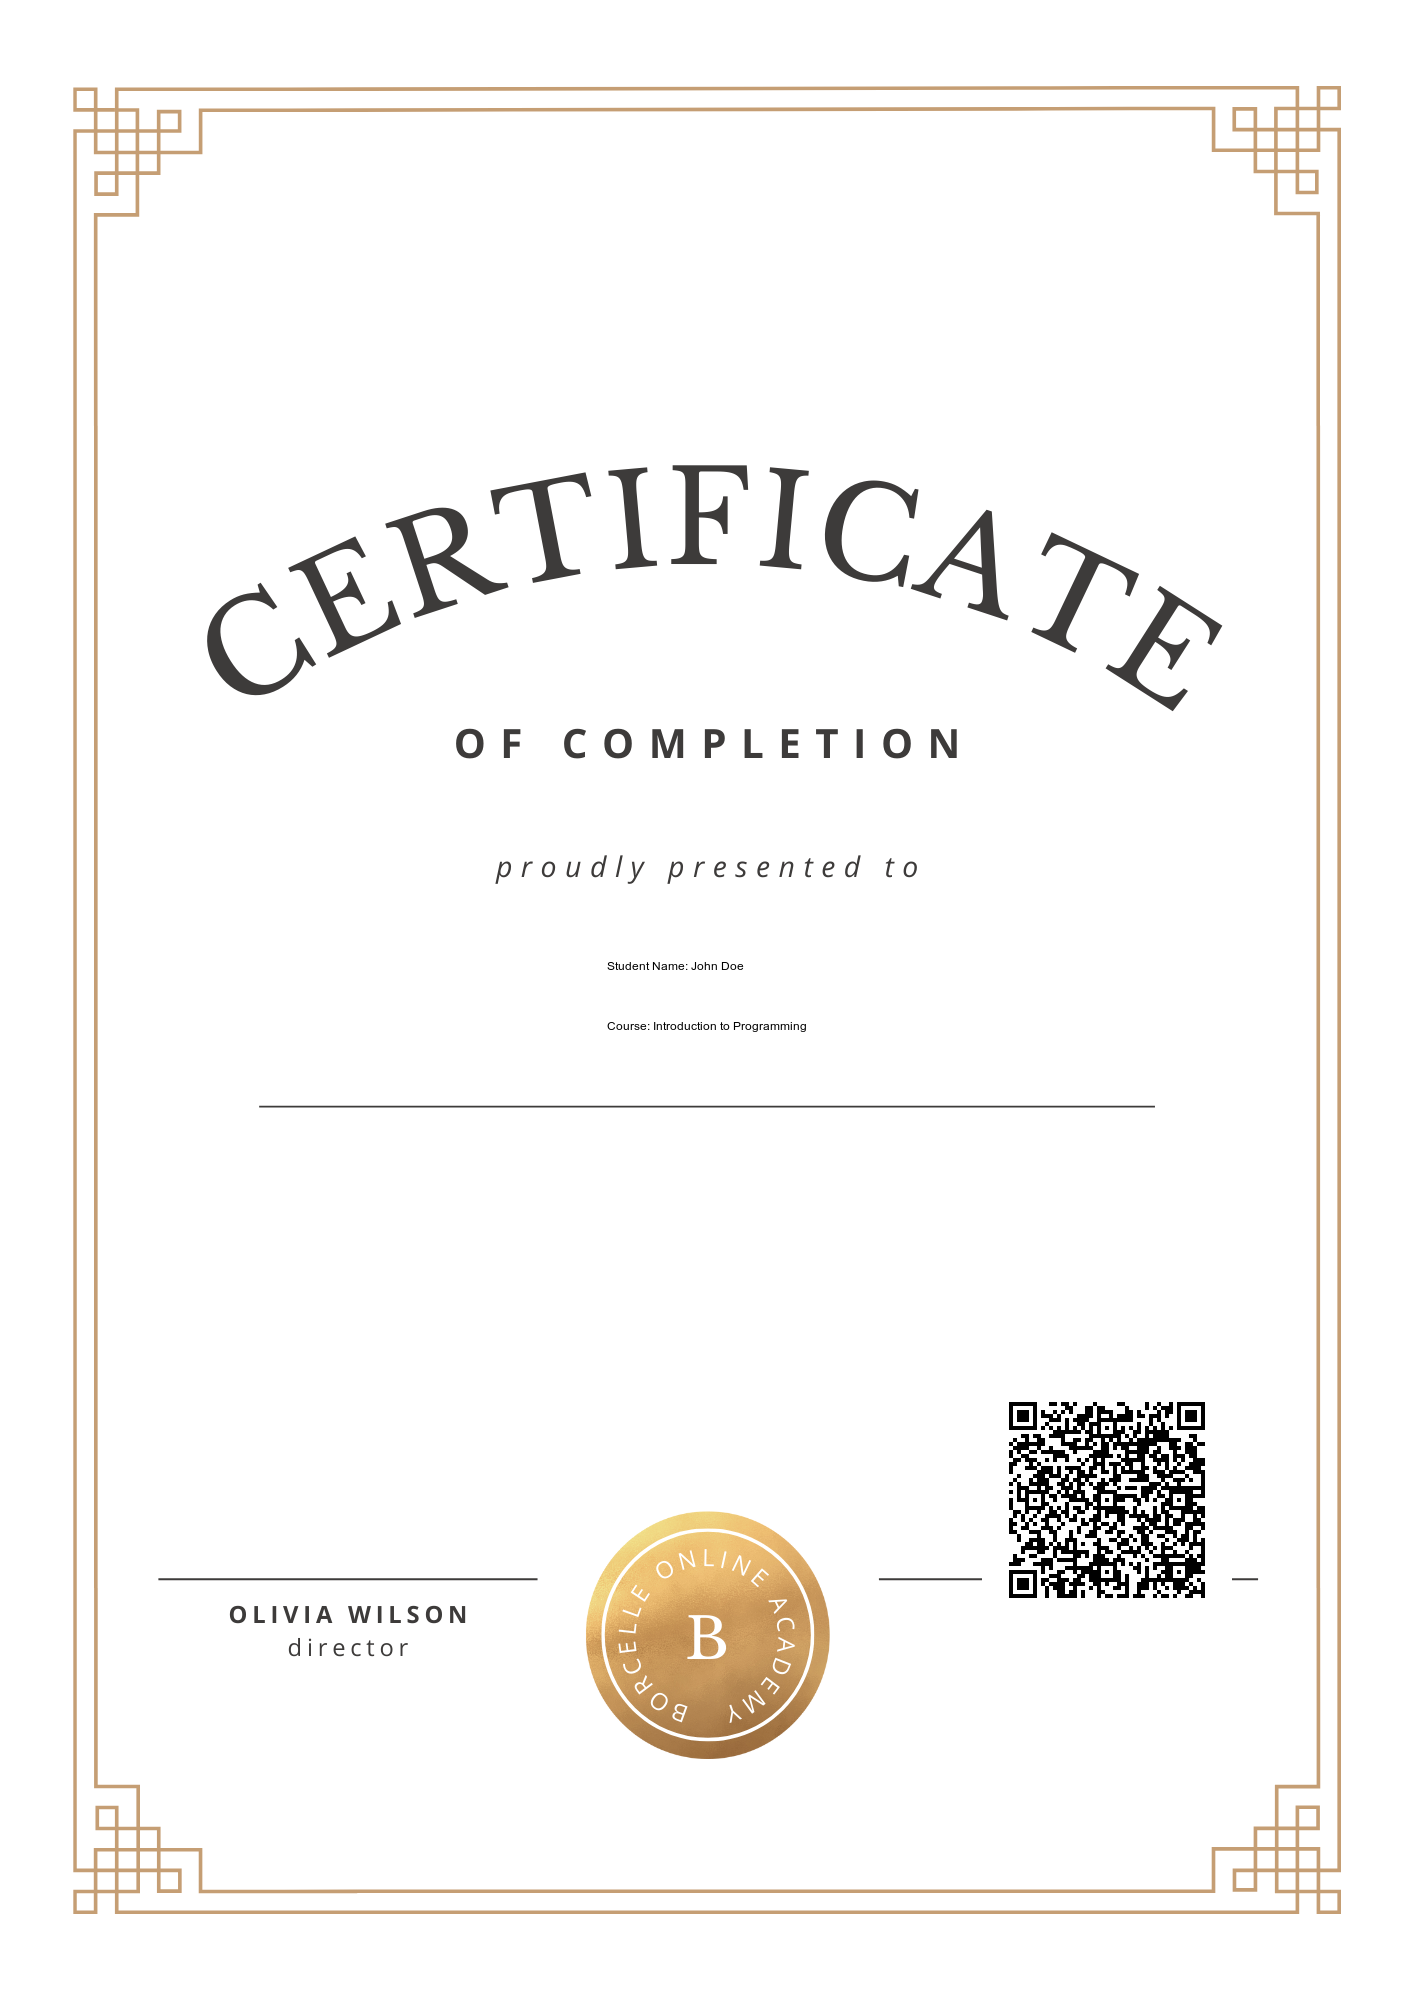 CERTIFICATE
OF COMPLETION
proudly presented to
Student Name: John Doe
Course: Introduction to Programming
OLIVIA WILSON
director
BORCELLE ONLINE ACADEMY
B